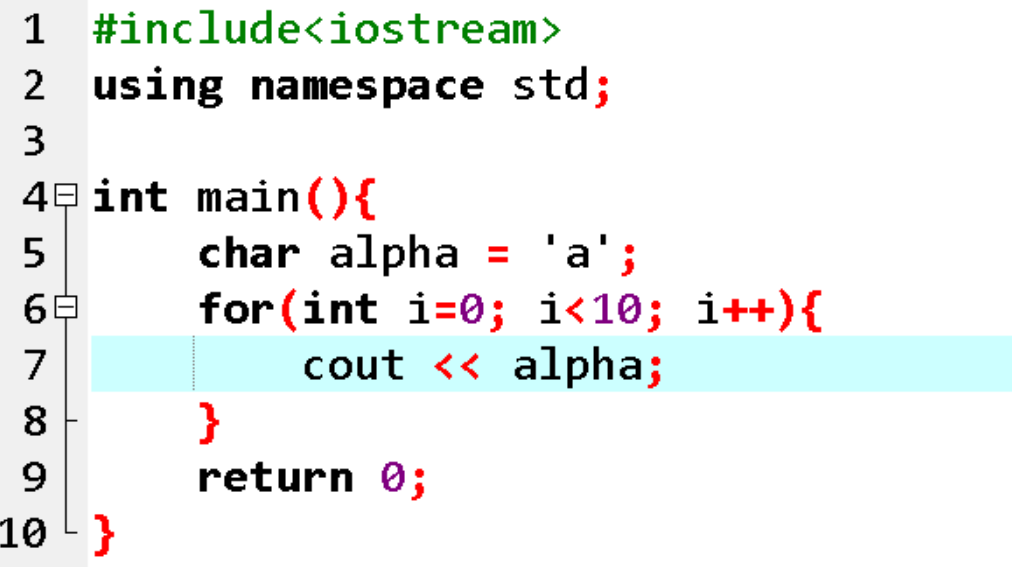 1 #include<iostream>
2 using namespace std;
3
4 int main(){
5     char alpha = 'a';
6     for(int i=0; i<10; i++){
7         cout << alpha;
8     }
9     return 0;
10 }